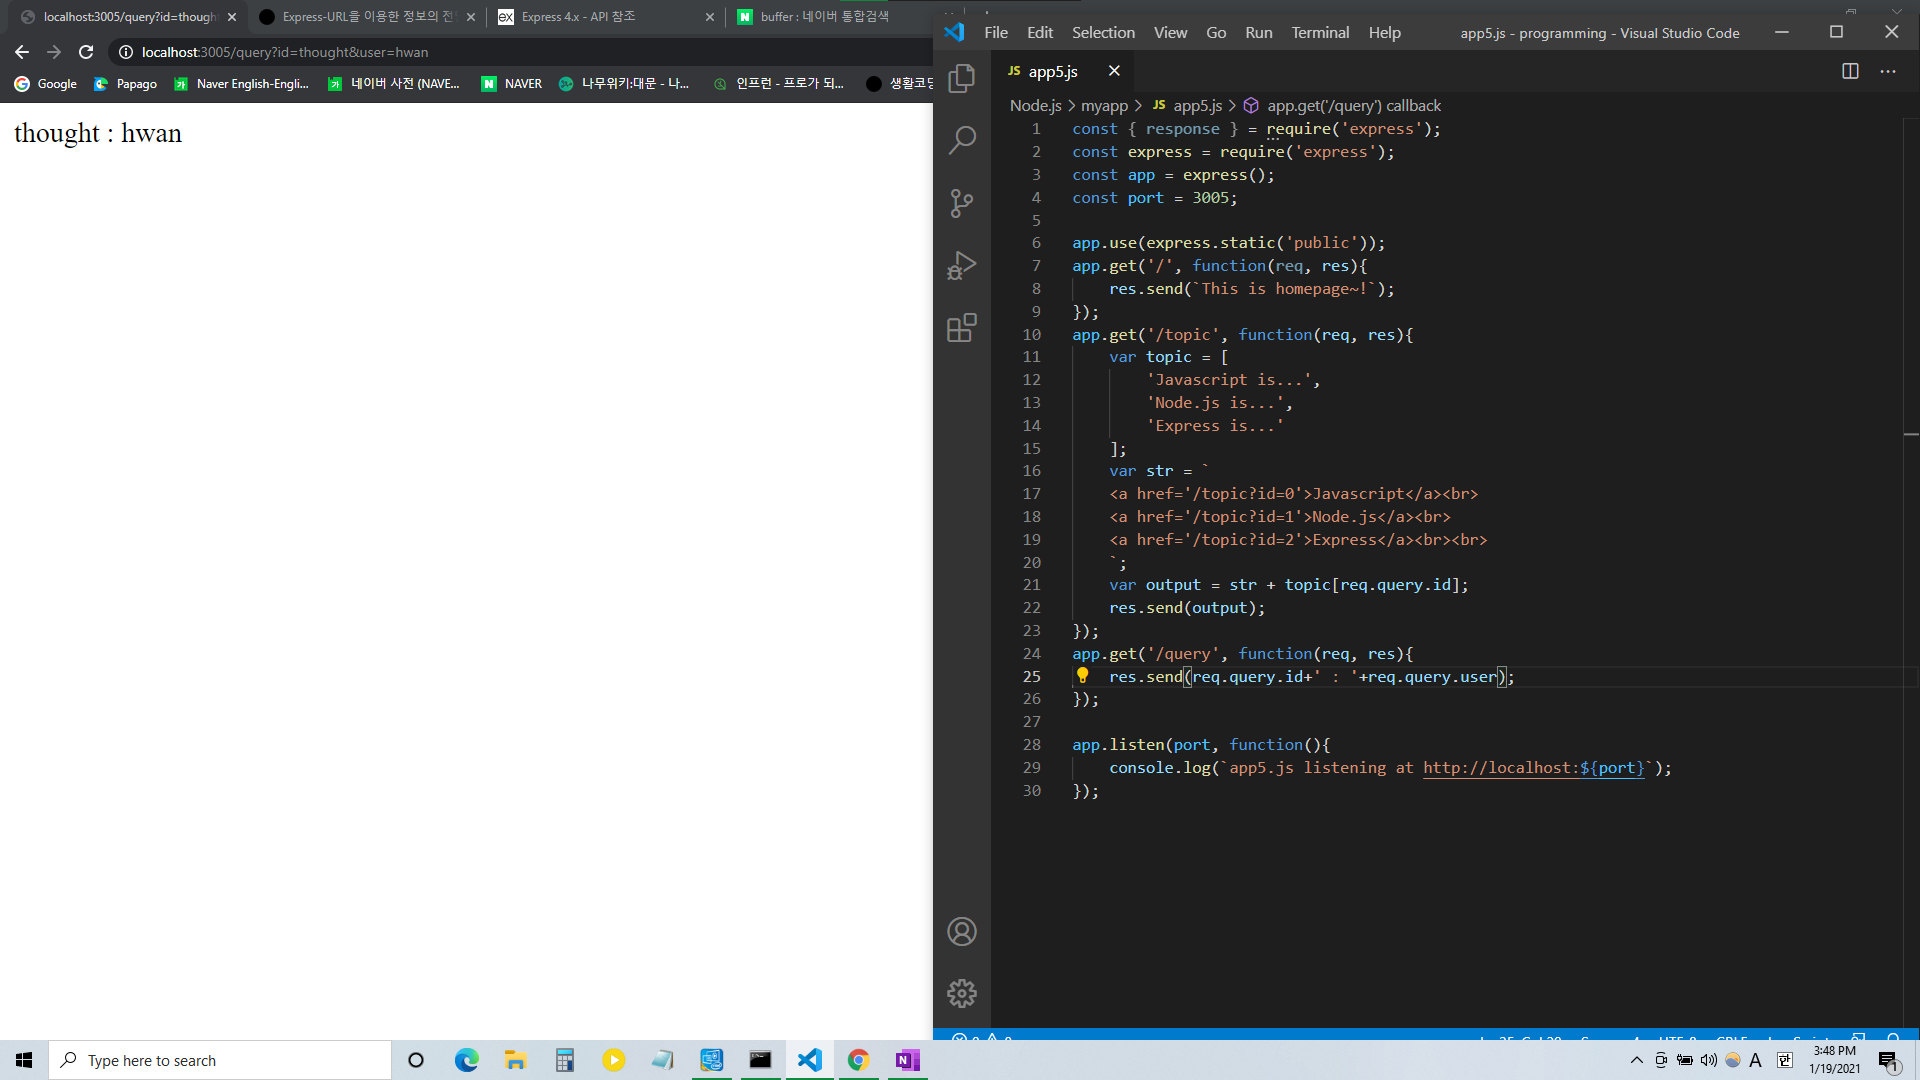 localhost:3005/query?id=though
Express-URL을 이용한 정보의 전
Express 4.x - API 참조
buffer : 네이버 통합검색
localhost:3005/query?id=thought&user=hwan
Google
Papago
Naver English-Engli...
네이버 사전 (NAVE...
NAVER
나무위키:대문 - 나...
인프런 - 프로가 되...
생활코딩
thought : hwan
File Edit Selection View Go Run Terminal Help
app5.js - programming - Visual Studio Code
JS app5.js
Node.js > myapp > JS app5.js > app.get('/query') callback
1 const { response } = require('express');
2 const express = require('express');
3 const app = express();
4 const port = 3005;
5
6 app.use(express.static('public'));
7 app.get('/', function(req, res){
8 res.send(`This is homepage~!`);
9 });
10 app.get('/topic', function(req, res){
11 var topic = [
12 'Javascript is...',
13 'Node.js is...',
14 'Express is...'
15 ];
16 var str = `
17 <a href='/topic?id=0'>Javascript</a><br>
18 <a href='/topic?id=1'>Node.js</a><br>
19 <a href='/topic?id=2'>Express</a><br><br>
20 `;
21 var output = str + topic[req.query.id];
22 res.send(output);
23 });
24 app.get('/query', function(req, res){
25 res.send(req.query.id+' : '+req.query.user);
26 });
27
28 app.listen(port, function(){
29 console.log(`app5.js listening at http://localhost:${port}`);
30 });
Type here to search
A
한
3:48 PM
1/19/2021
1